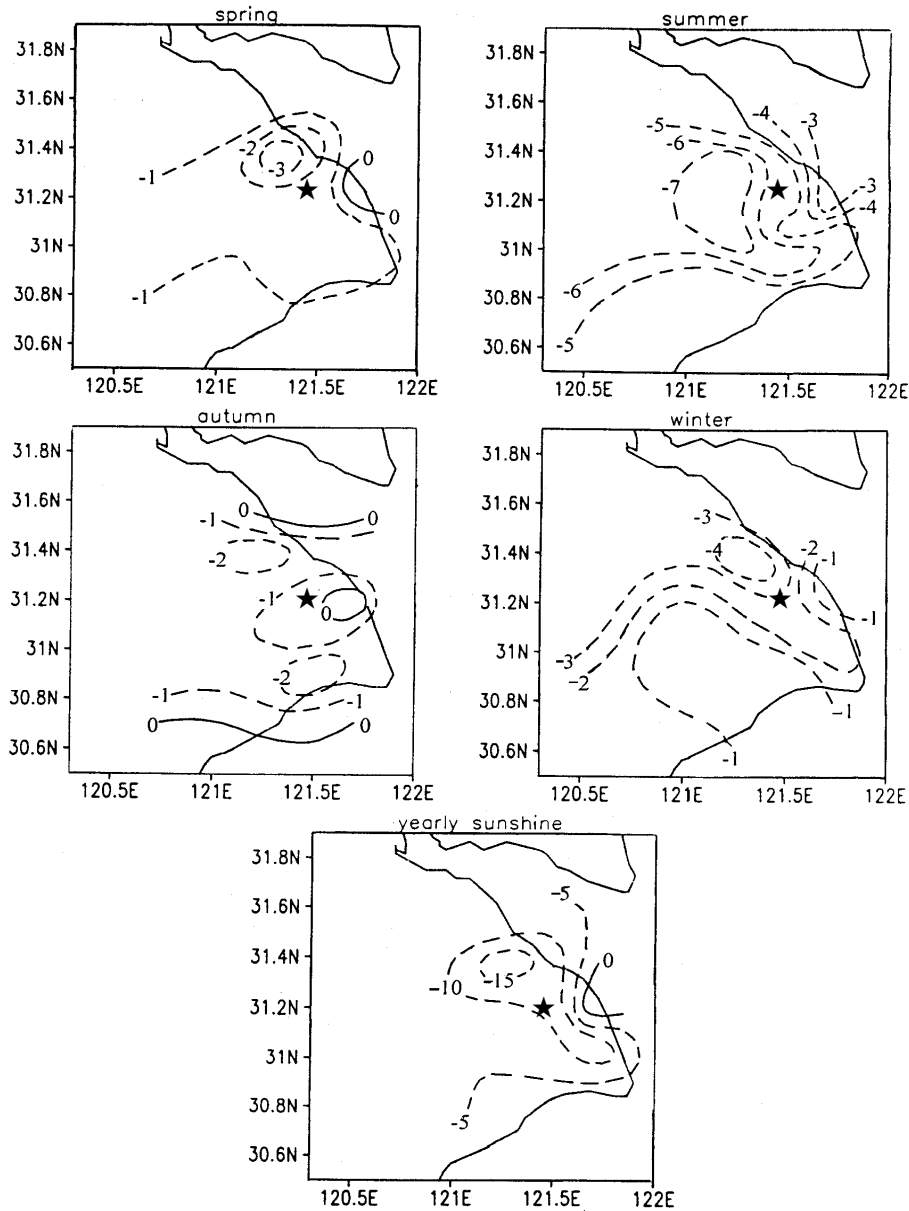 spring
31.8N
31.6N
31.4N
31.2N
31N
30.8N
30.6N
-1
-2
-3
0
0
-1
120.5E 121E 121.5E 122E
summer
31.8N
31.6N
31.4N
31.2N
31N
30.8N
30.6N
-5
-6
-4
-3
-7
-3
-4
-6
-5
120.5E 121E 121.5E 122E
autumn
31.8N
31.6N
31.4N
31.2N
31N
30.8N
30.6N
0
0
-1
-2
-1
0
-2
-1
-1
0
0
120.5E 121E 121.5E 122E
winter
31.8N
31.6N
31.4N
31.2N
31N
30.8N
30.6N
-3
-4
-2
-1
-1
-3
-2
-1
-1
120.5E 121E 121.5E 122E
yearly sunshine
31.8N
31.6N
31.4N
31.2N
31N
30.8N
30.6N
-5
0
-10
-15
-5
120.5E 121E 121.5E 122E